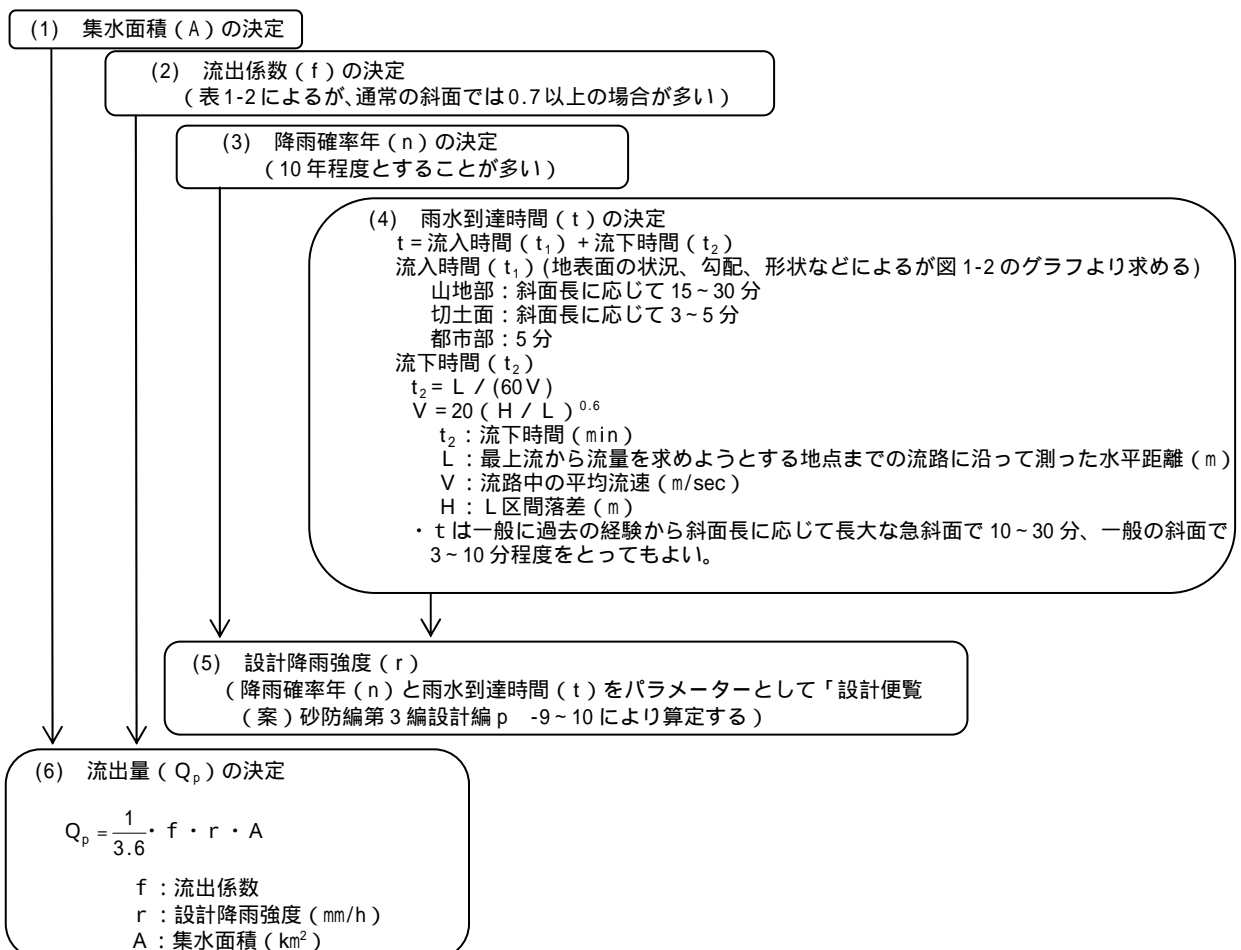 (1) 集水面積(A)の決定
(2) 流出係数(f)の決定
(表1-2によるが、通常の斜面では0.7以上の場合が多い)
(3) 降雨確率年(n)の決定
(10年程度とすることが多い)
(4) 雨水到達時間(t)の決定
t=流入時間(t₁)+流下時間(t₂)
流入時間(t₁)(地表面の状況、勾配、形状などによるが図1-2のグラフより求める)
山地部:斜面長に応じて15~30分
切土面:斜面長に応じて3~5分
都市部:5分
流下時間(t₂)
t₂= L /(60V)
V=20(H/L)^0.6
t₂:流下時間(min)
L:最上流から流量を求めようとする地点までの流路に沿って測った水平距離(m)
V:流路中の平均流速(m/sec)
H:L区間落差(m)
・tは一般に過去の経験から斜面長に応じて長大な急斜面で10~30分、一般の斜面で
3~10分程度をとってもよい。
(5) 設計降雨強度(r)
(降雨確率年(n)と雨水到達時間(t)をパラメーターとして「設計便覧
(案)砂防編第3編設計編p -9~10により算定する)
(6) 流出量(Qₚ)の決定
Qₚ=1/3.6・f・r・A
f:流出係数
r:設計降雨強度(㎜/h)
A:集水面積(km²)